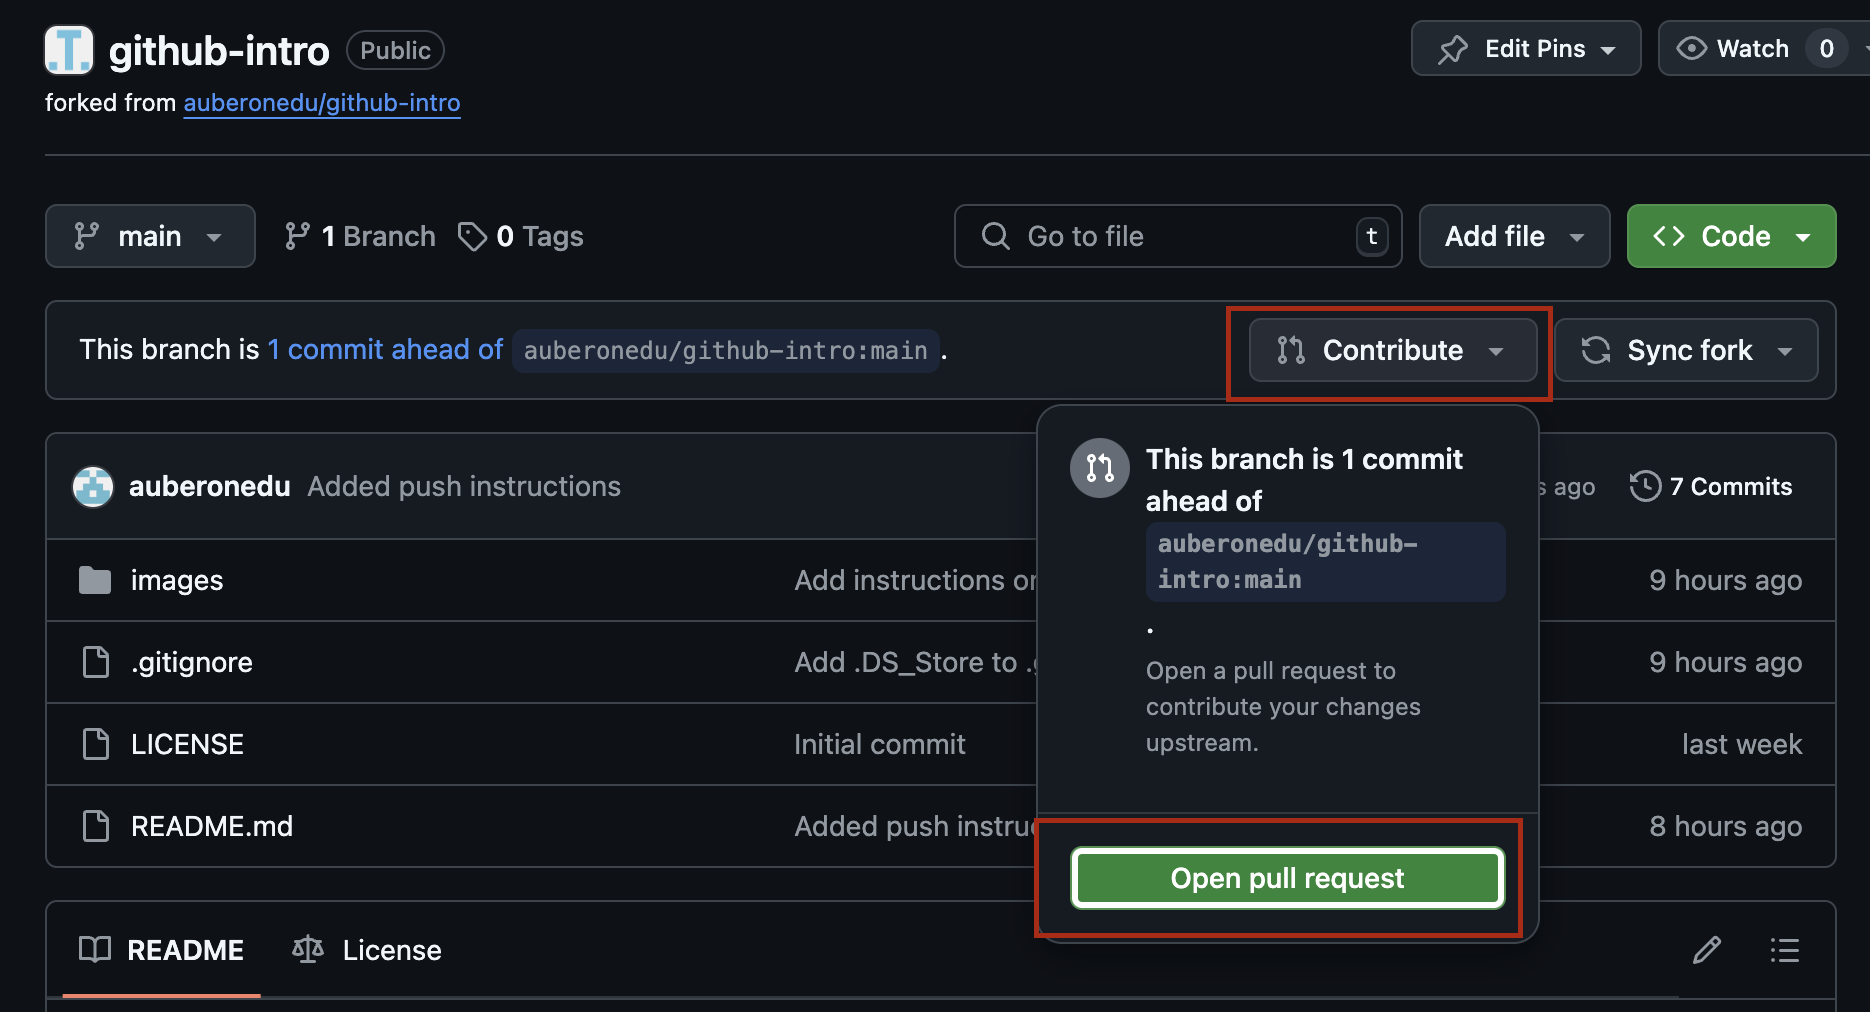 github-intro Public
Edit Pins
Watch 0
forked from auberonedu/github-intro
main
1 Branch
0 Tags
Go to file t
Add file
Code
This branch is 1 commit ahead of auberonedu/github-intro:main .
Contribute
Sync fork
This branch is 1 commit
ahead of
auberonedu/github-
intro:main
.
Open a pull request to
contribute your changes
upstream.
Open pull request
auberonedu Added push instructions
ago
7 Commits
images Add instructions 9 hours ago
.gitignore Add .DS_Store to 9 hours ago
LICENSE Initial commit last week
README.md Added push 8 hours ago
README
License